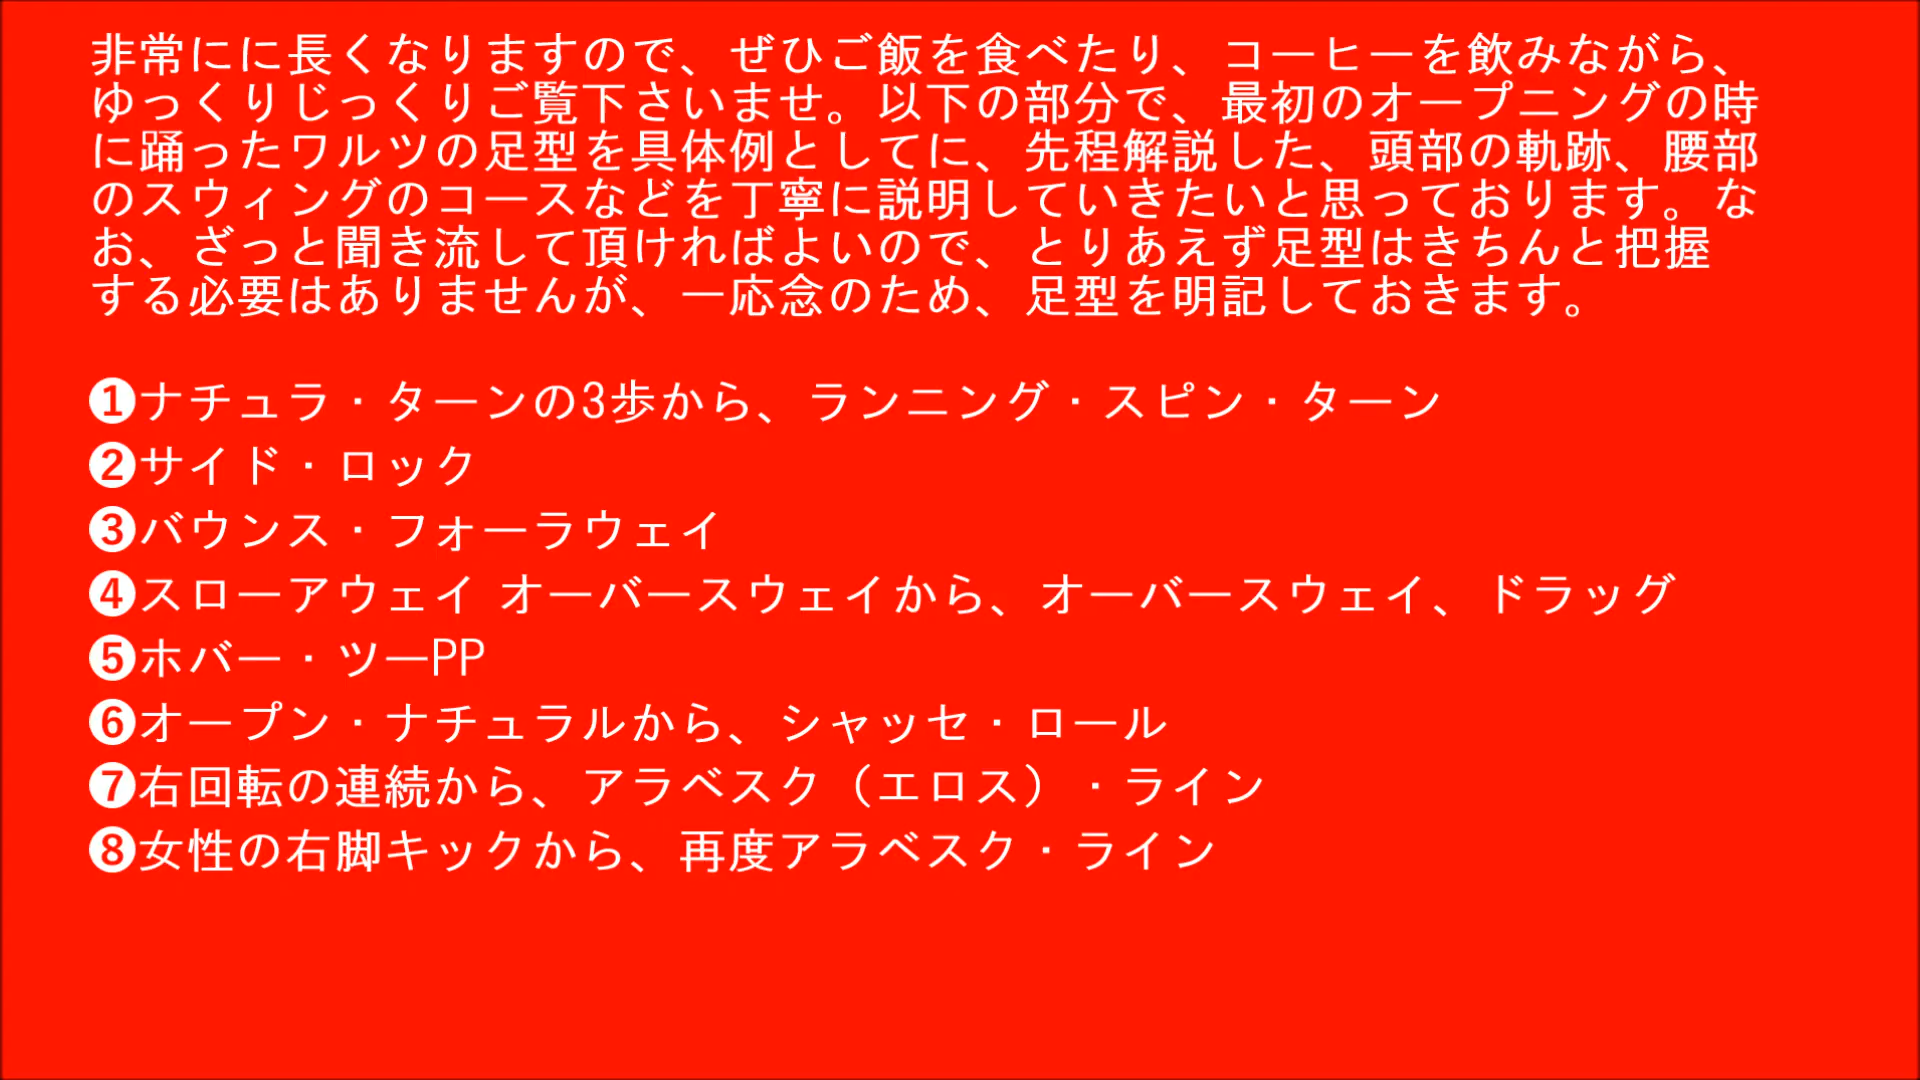 非常にに長くなりますので、ぜひご飯を食べたり、コーヒーを飲みながら、
ゆっくりじっくりご覧下さいませ。以下の部分で、最初のオープニングの時
に踊ったワルツの足型を具体例としてに、先程解説した、頭部の軌跡、腰部
のスウィングのコースなどを丁寧に説明していきたいと思っております。な
お、ざっと聞き流して頂ければよいので、とりあえず足型はきちんと把握
する必要はありませんが、一応念のため、足型を明記しておきます。
❶ナチュラ・ターンの3歩から、ランニング・スピン・ターン
❷サイド・ロック
❸バウンス・フォーラウェイ
❹スローアウェイ オーバースウェイから、オーバースウェイ、ドラッグ
❺ホバー・ツーPP
❻オープン・ナチュラルから、シャッセ・ロール
❼右回転の連続から、アラベスク（エロス）・ライン
❽女性の右脚キックから、再度アラベスク・ライン